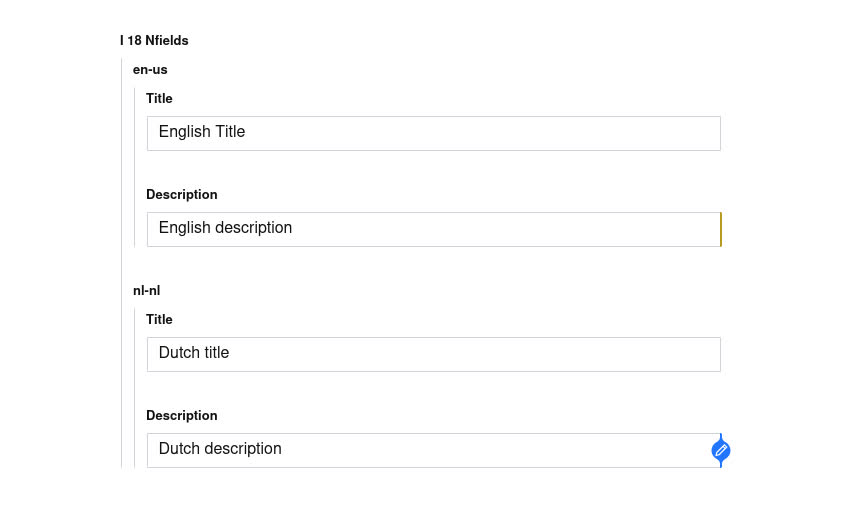 I 18 Nfields
en-us
Title
English Title
Description
English description
nl-nl
Title
Dutch title
Description
Dutch description